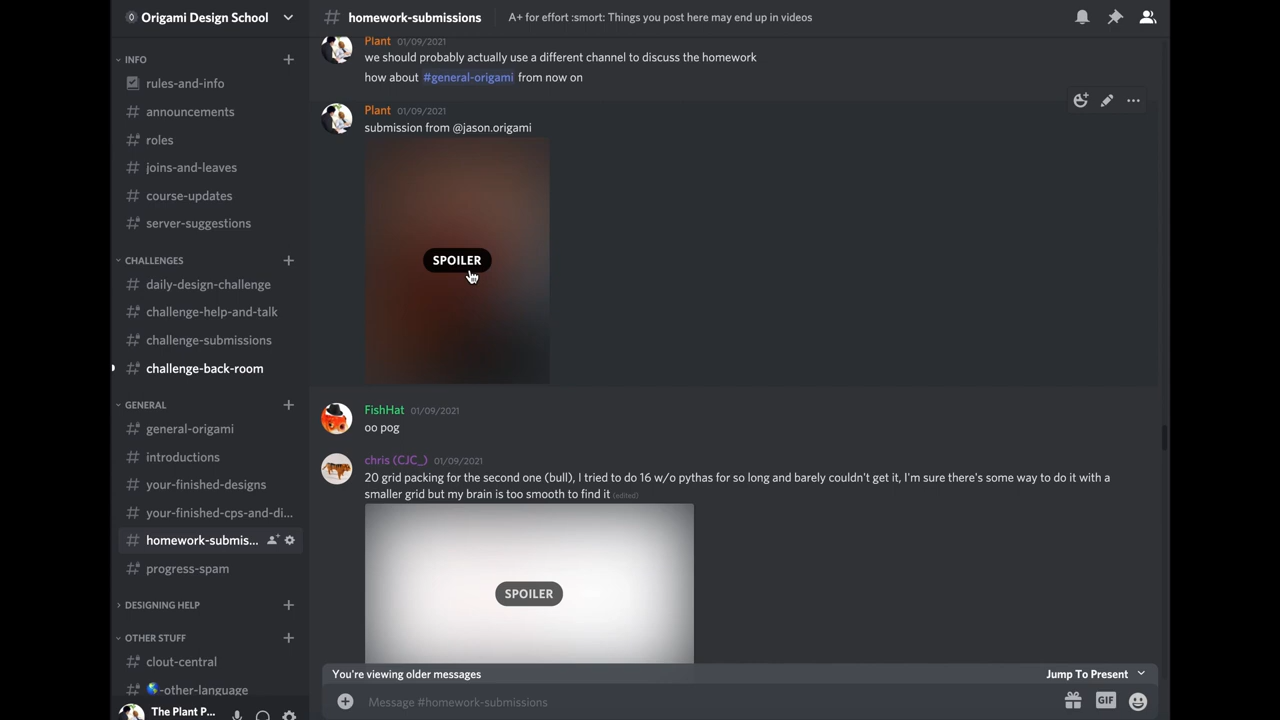 Origami Design School
homework-submissions
A+ for effort :smort: Things you post here may end up in videos
INFO
rules-and-info
announcements
roles
joins-and-leaves
course-updates
server-suggestions
CHALLENGES
daily-design-challenge
challenge-help-and-talk
challenge-submissions
challenge-back-room
GENERAL
general-origami
introductions
your-finished-designs
your-finished-cps-and-di...
homework-submis...
progress-spam
DESIGNING HELP
OTHER STUFF
clout-central
-other-language
The Plant P...
Plant 01/09/2021
we should probably actually use a different channel to discuss the homework
how about #general-origami from now on
Plant 01/09/2021
submission from @jason.origami
SPOILER
FishHat 01/09/2021
oo pog
chris (CJC_) 01/09/2021
20 grid packing for the second one (bull), I tried to do 16 w/o pythas for so long and barely couldn't get it, I'm sure there's some way to do it with a
smaller grid but my brain is too smooth to find it (edited)
SPOILER
You're viewing older messages
Jump To Present
Message #homework-submissions
GIF